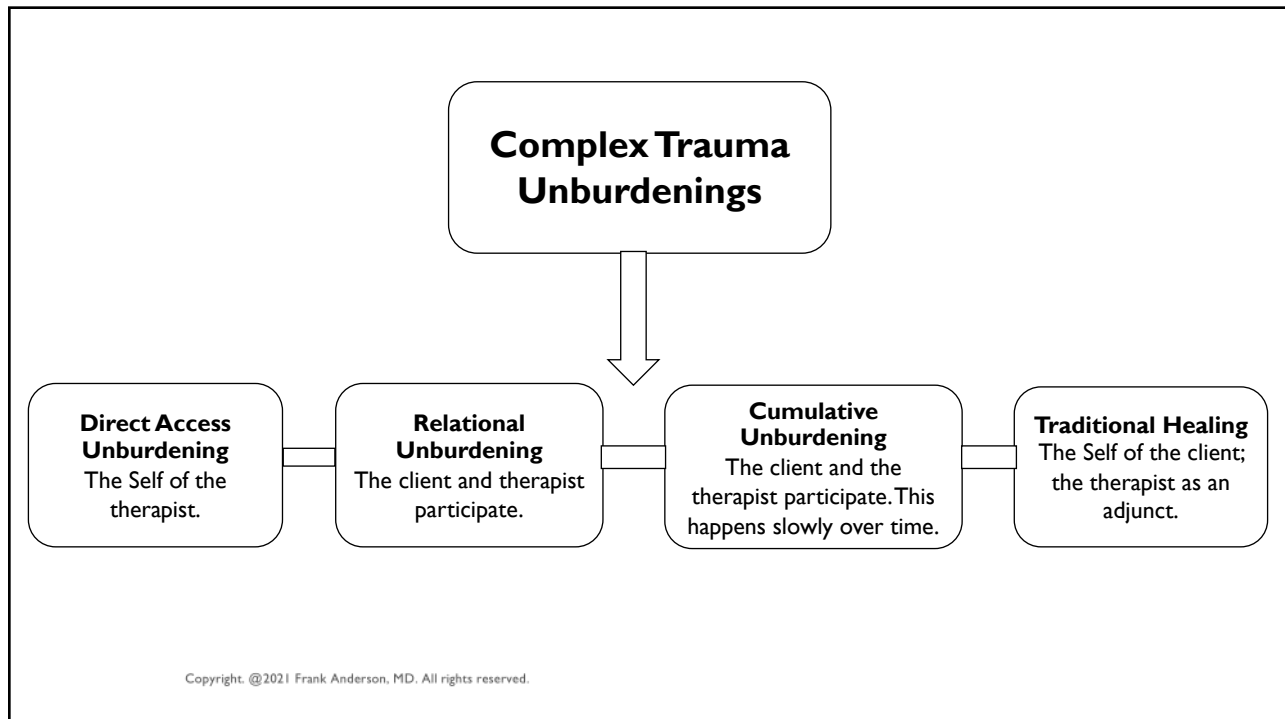 Complex Trauma
Unburdenings
Direct Access
Unburdening
The Self of the
therapist.
Relational
Unburdening
The client and therapist
participate.
Cumulative
Unburdening
The client and the
therapist participate. This
happens slowly over time.
Traditional Healing
The Self of the client;
the therapist as an
adjunct.
Copyright. @2021 Frank Anderson, MD. All rights reserved.